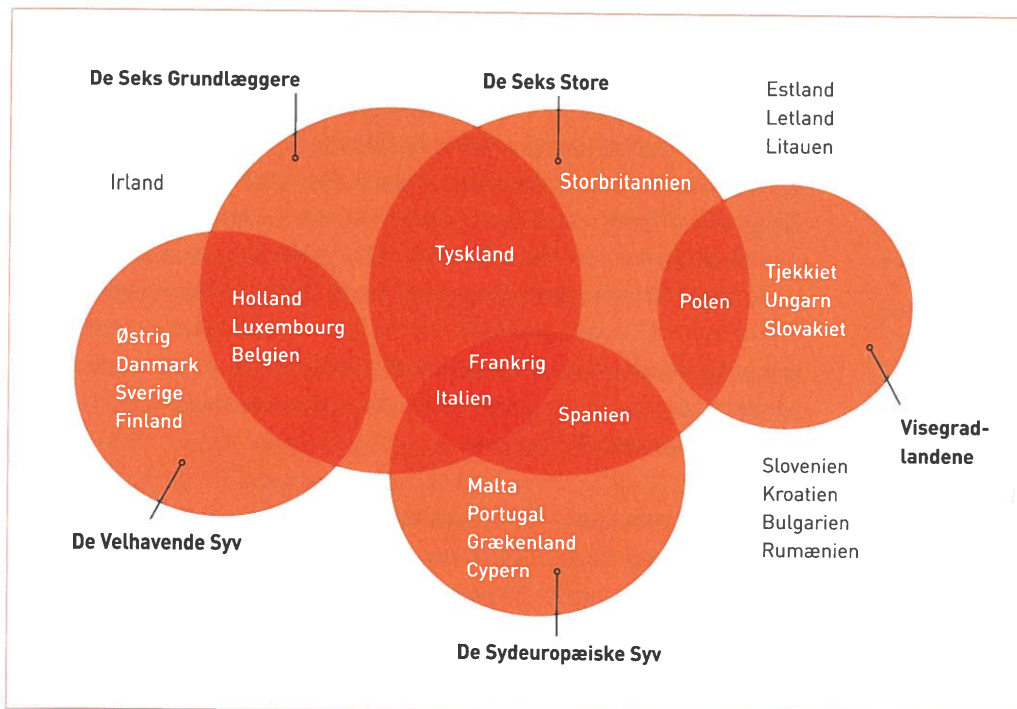 De Seks Grundlæggere
De Seks Store
Estland
Letland
Litauen
Irland
Storbritannien
Tyskland
Tjekkiet
Ungarn
Slovakiet
Polen
Holland
Luxembourg
Belgien
Østrig
Danmark
Sverige
Finland
Frankrig
Italien
Spanien
Visegrad-
landene
Malta
Portugal
Grækenland
Cypern
Slovenien
Kroatien
Bulgarien
Rumænien
De Velhavende Syv
De Sydeuropæiske Syv